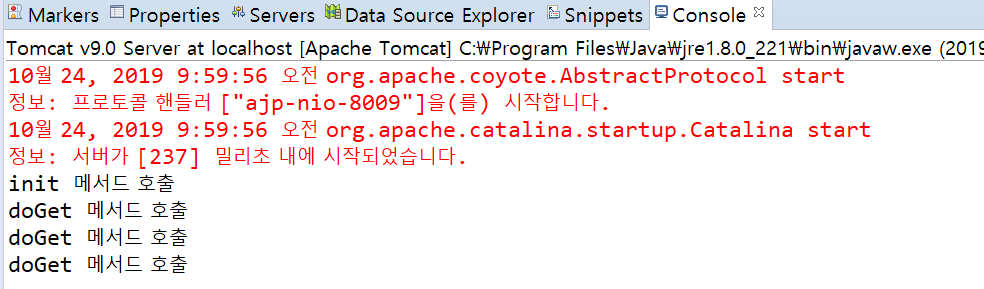 Markers Properties Servers Data Source Explorer Snippets Console
Tomcat v9.0 Server at localhost [Apache Tomcat] C:₩Program Files₩Java₩jre1.8.0_221₩bin₩javaw.exe (2019
10월 24, 2019 9:59:56 오전 org.apache.coyote.AbstractProtocol start
정보: 프로토콜 핸들러 ["ajp-nio-8009"]을(를) 시작합니다.
10월 24, 2019 9:59:56 오전 org.apache.catalina.startup.Catalina start
정보: 서버가 [237] 밀리초 내에 시작되었습니다.
init 메서드 호출
doGet 메서드 호출
doGet 메서드 호출
doGet 메서드 호출